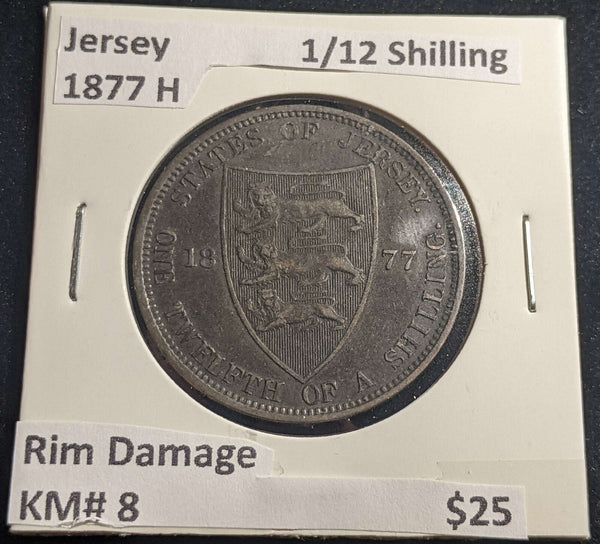 Jersey 1/12 Shilling
1877 H
STATES OF JERSEY.
18 77
ONE TWELFTH OF A SHILLING.
Rim Damage
KM# 8 $25